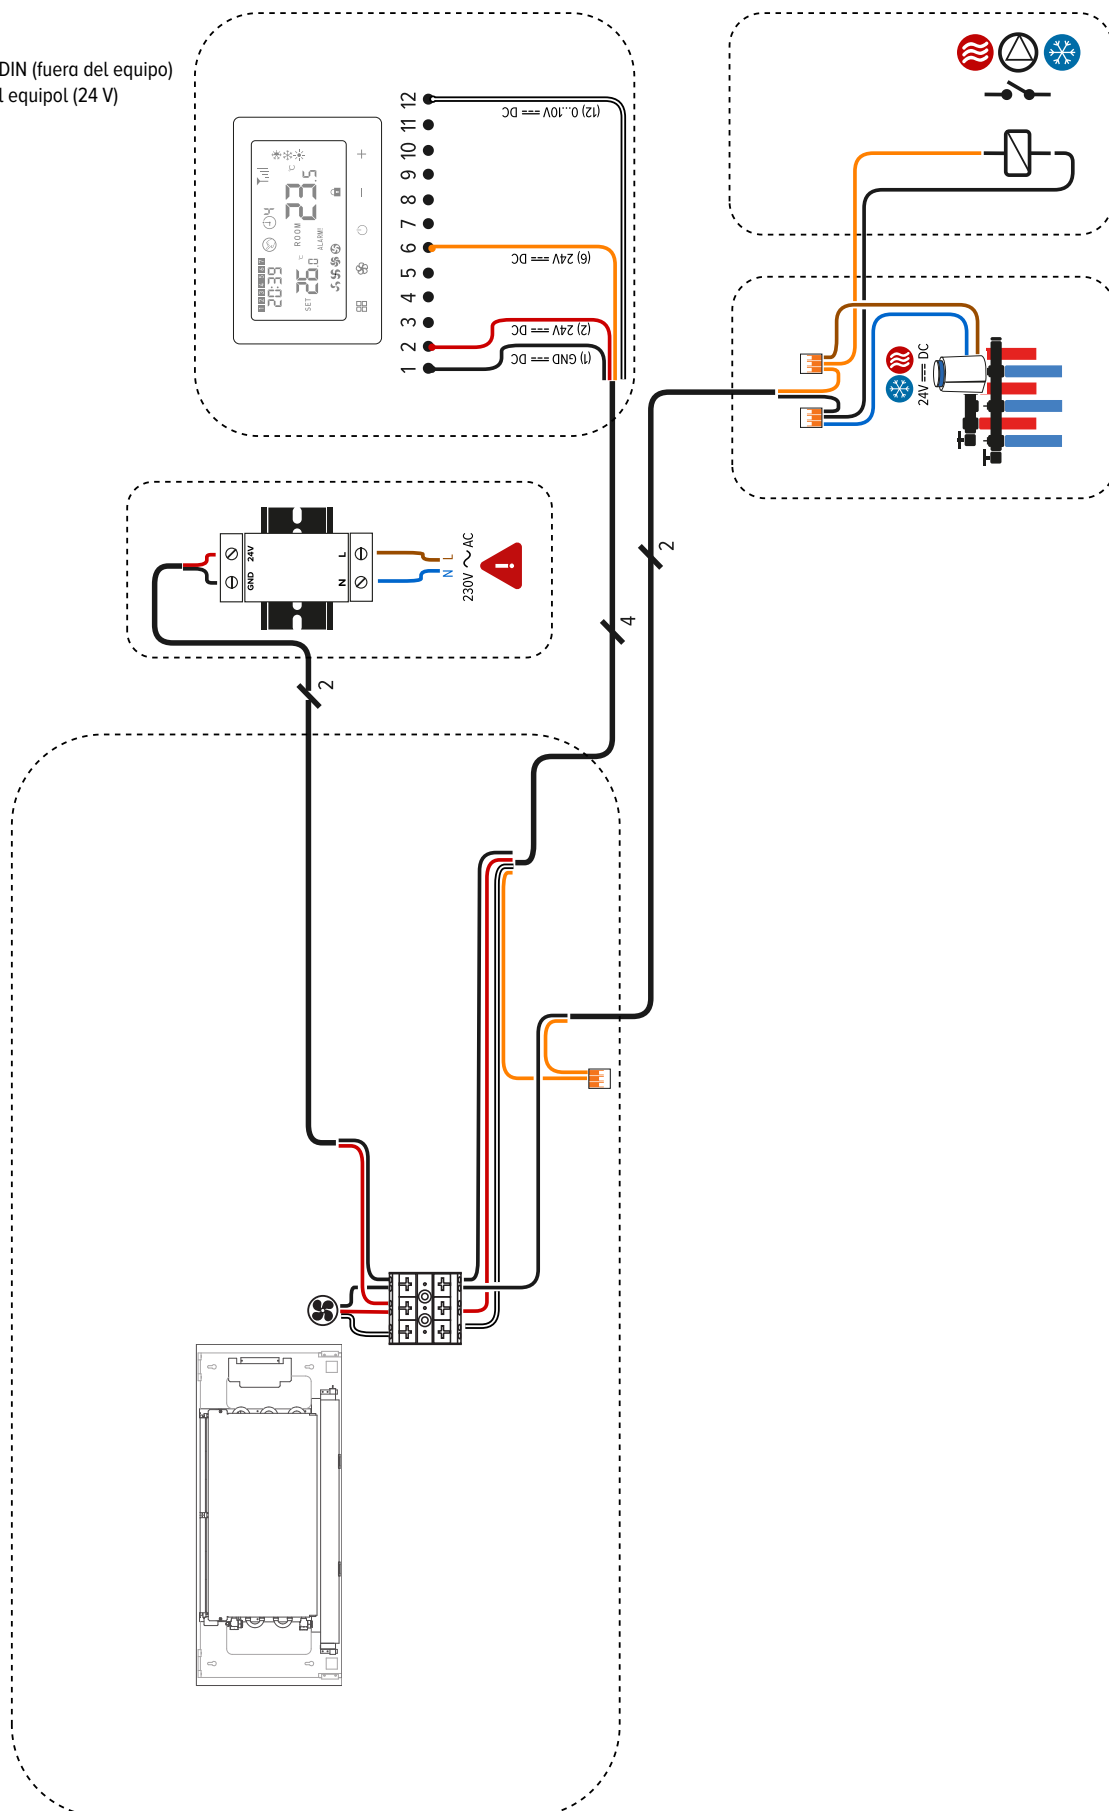 DIN (fuera del equipo)
l equipol (24 V)
12
11
10
9
8
7
6
5
4
3
2
1
(12) 0...10V DC
(6) 24V DC
(2) 24V DC
(1) GND DC
20:39
4
SET 26.0 °C
ROOM 23.5 °C
ALARM!!
24V DC
GND 24V
N L
N L
230V ~ AC
2
4
2